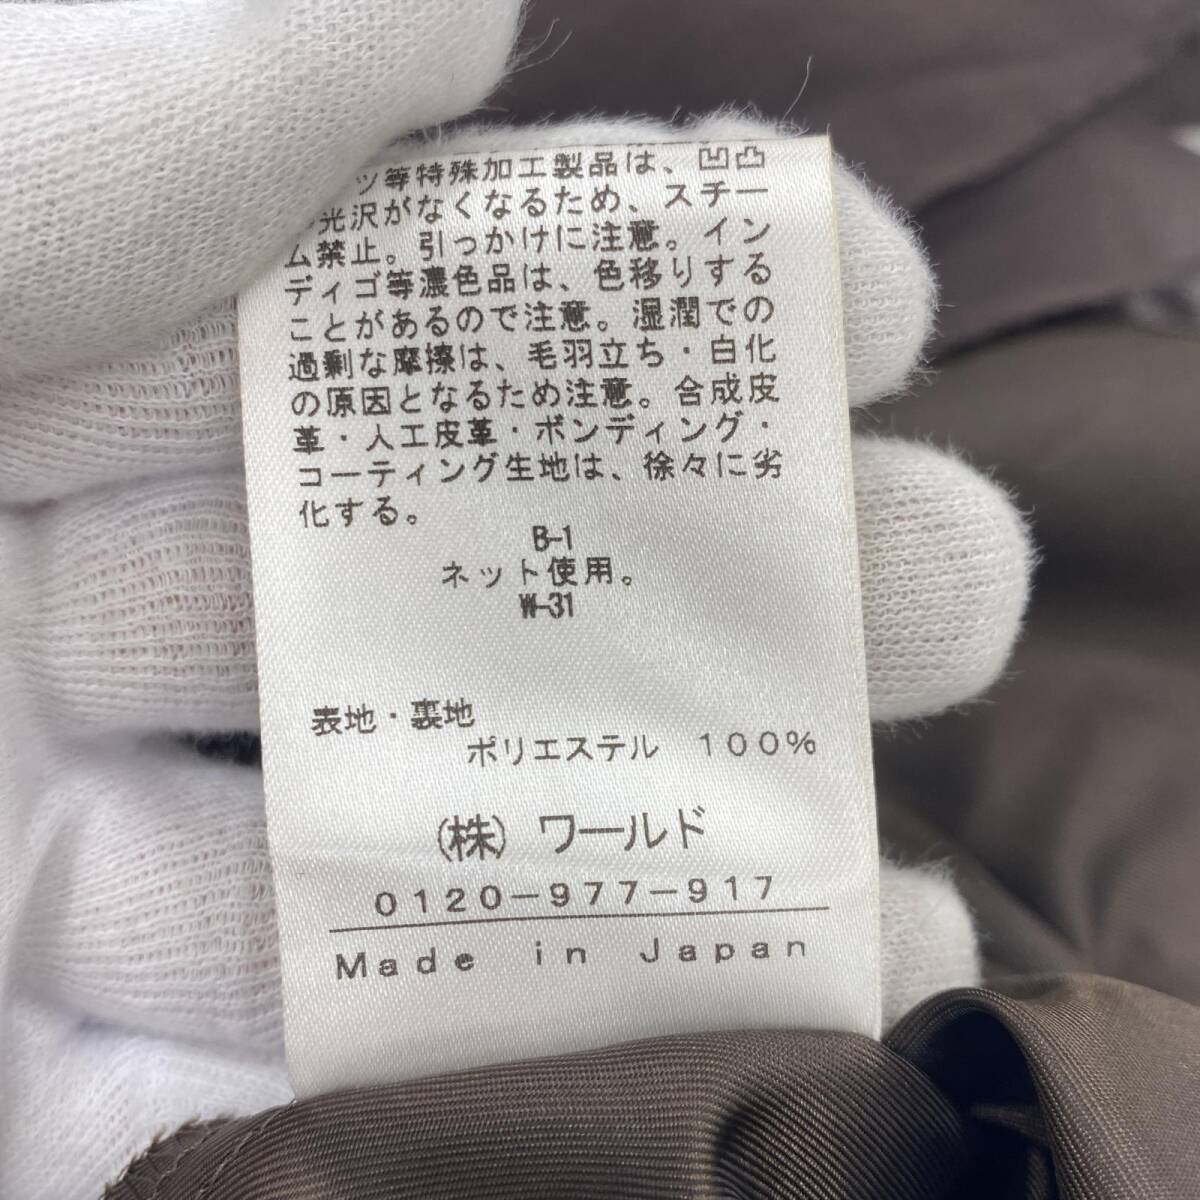 ツ等特殊加工製品は、凹凸
光沢がなくなるため、スチー
ム禁止。引っかけに注意。イン
ディゴ等濃色品は、色移りする
ことがあるので注意。湿潤での
過剰な摩擦は、毛羽立ち・白化
の原因となるため注意。合成皮
革・人工皮革・ボンディング・
コーティング生地は、徐々に劣
化する。
B-1
ネット使用。
W-31
表地・裏地
ポリエステル 100%
(株) ワールド
0120-977-917
Made in Japan